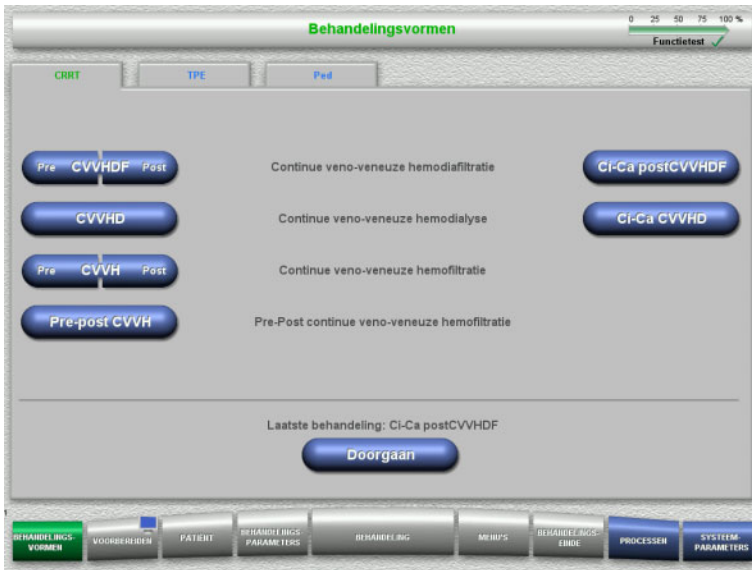 Behandelingsvormen
0 25 50 75 100 %
Functietest
CRRT TPE Ped
Pre CVVHDF Post Continue veno-veneuze hemodiafiltratie Ci-Ca postCVVHDF
CVVHD Continue veno-veneuze hemodialyse Ci-Ca CVVHD
Pre CVVH Post Continue veno-veneuze hemofiltratie
Pre-post CVVH Pre-Post continue veno-veneuze hemofiltratie
Laatste behandeling: Ci-Ca postCVVHDF
Doorgaan
BEHANDELINGS-
VORMEN
VOORBEREIDEN
PATIËNT
BEHANDELINGS
PARAMETERS
BEHANDELING
MENU'S
BEHANDELINGS-
EINDE
PROCESSEN
SYSTEEM-
PARAMETERS